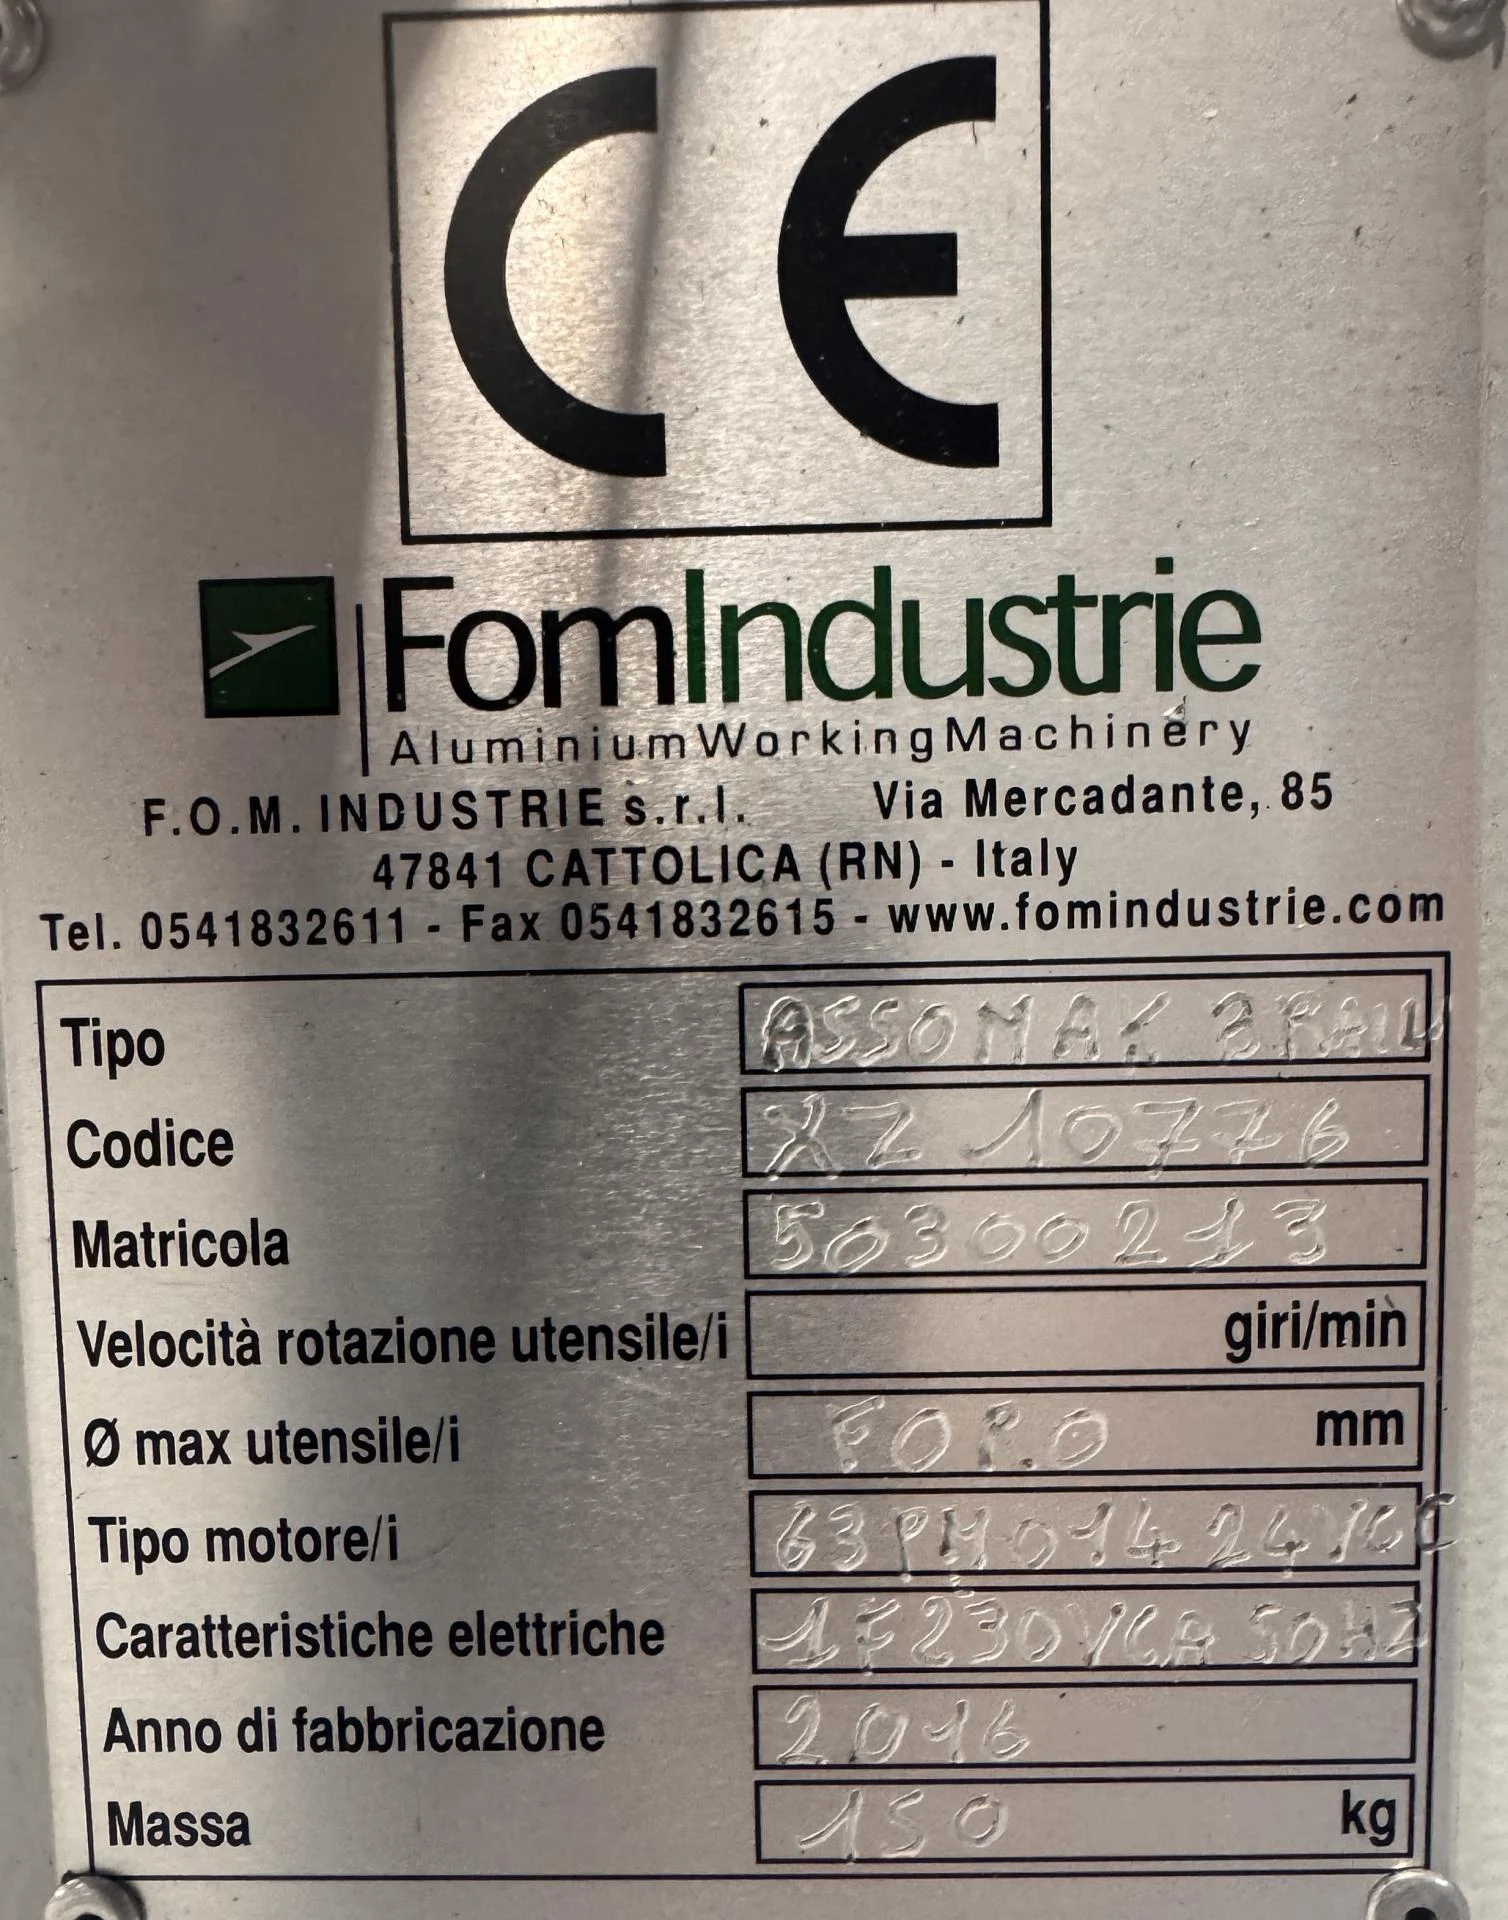 CE
FomIndustrie
AluminiumWorkingMachinery
F.O.M. INDUSTRIE s.r.l. Via Mercadante, 85
47841 CATTOLICA (RN) - Italy
Tel. 0541832611 - Fax 0541832615 - www.fomindustrie.com
Tipo
Codice XZ 10776
Matricola 50300213
Velocità rotazione utensile/i giri/min
Ø max utensile/i mm
Tipo motore/i
Caratteristiche elettriche 1F230VCA 50HZ
Anno di fabbricazione 2016
Massa 150 kg